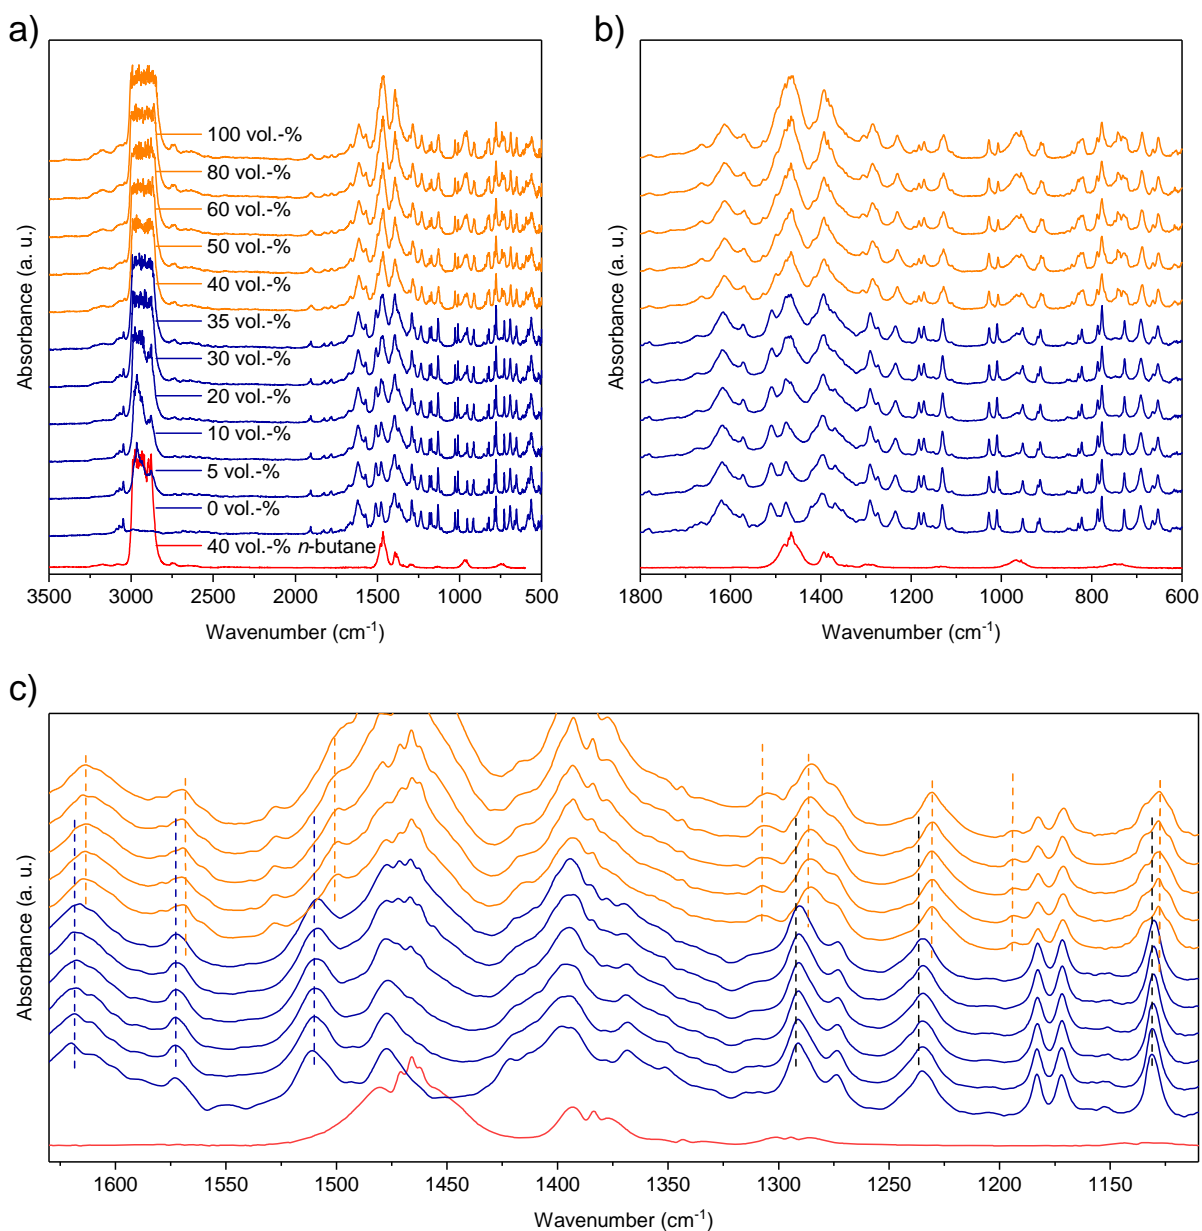 a)
Absorbance (a. u.)
100 vol.-%
80 vol.-%
60 vol.-%
50 vol.-%
40 vol.-%
35 vol.-%
30 vol.-%
20 vol.-%
10 vol.-%
5 vol.-%
0 vol.-%
40 vol.-% n-butane
3500 3000 2500 2000 1500 1000 500
Wavenumber (cm-1)
b)
Absorbance (a. u.)
1800 1600 1400 1200 1000 800 600
Wavenumber (cm-1)
c)
Absorbance (a. u.)
1600 1550 1500 1450 1400 1350 1300 1250 1200 1150
Wavenumber (cm-1)